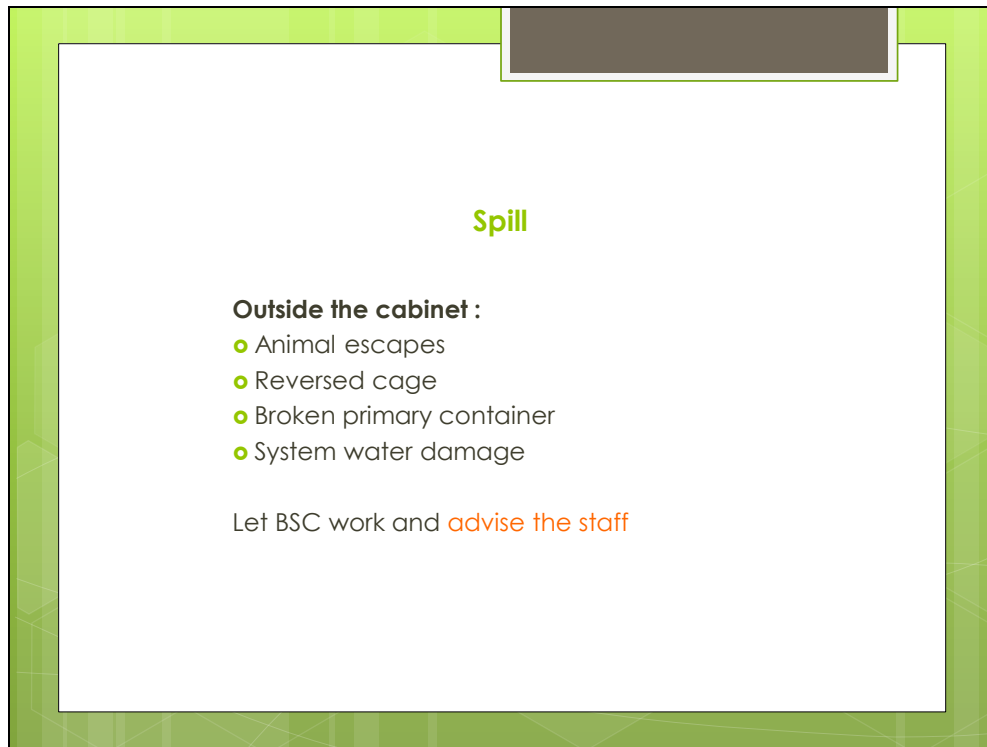 Spill
Outside the cabinet :
Animal escapes
Reversed cage
Broken primary container
System water damage
Let BSC work and advise the staff